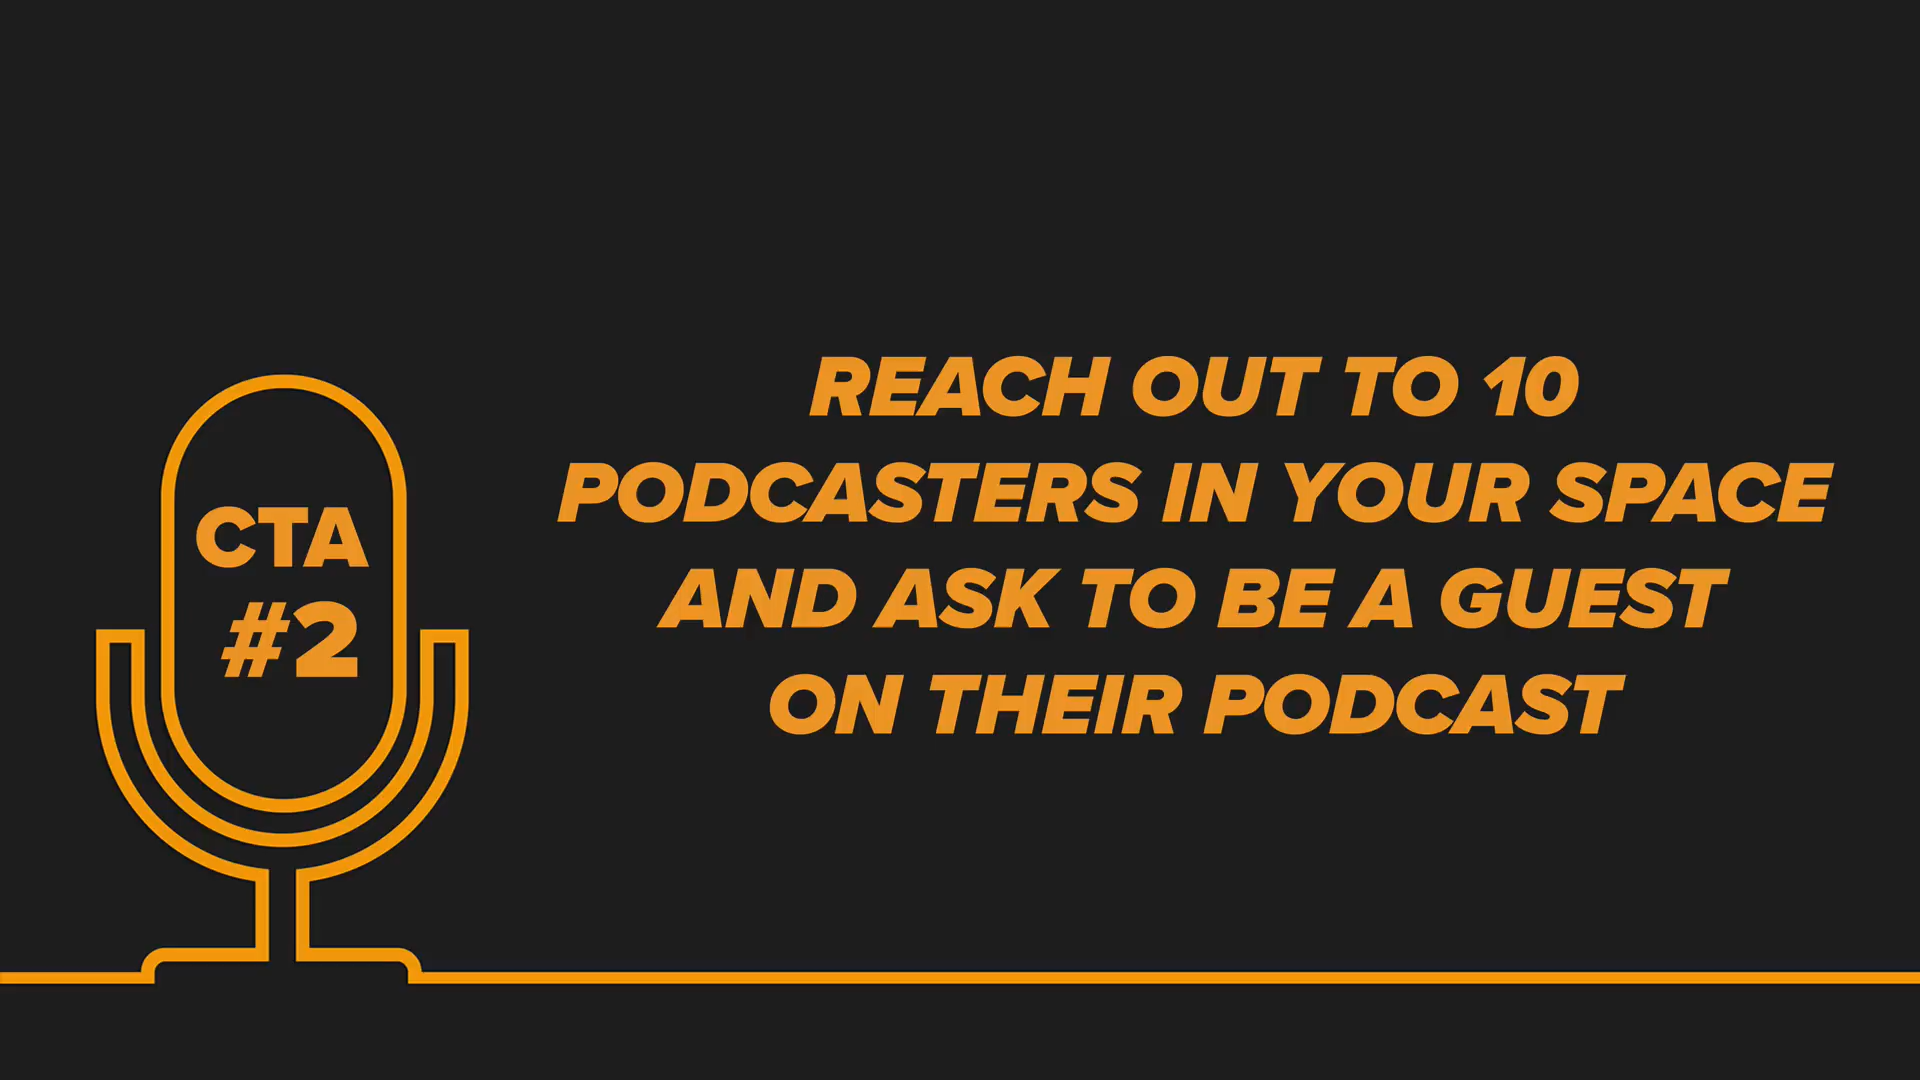 CTA
#2
REACH OUT TO 10
PODCASTERS IN YOUR SPACE
AND ASK TO BE A GUEST
ON THEIR PODCAST